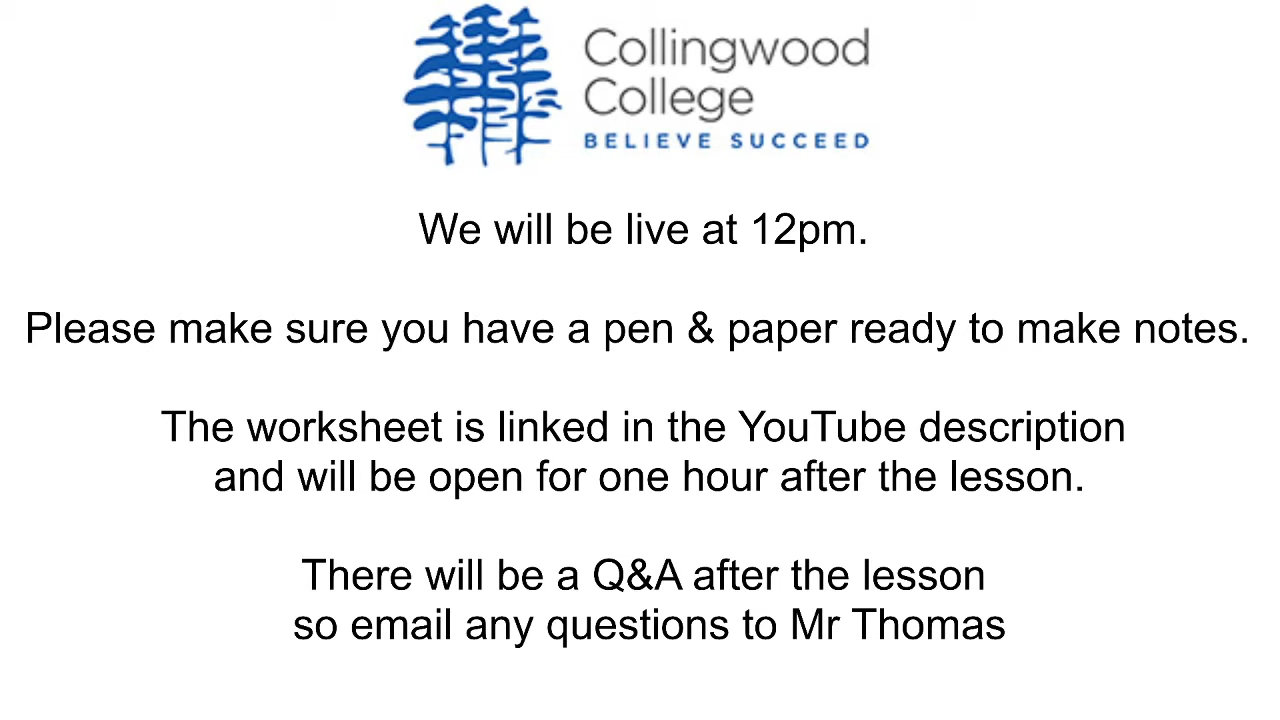 Collingwood
College
BELIEVE SUCCEED
We will be live at 12pm.
Please make sure you have a pen & paper ready to make notes.
The worksheet is linked in the YouTube description
and will be open for one hour after the lesson.
There will be a Q&A after the lesson
so email any questions to Mr Thomas